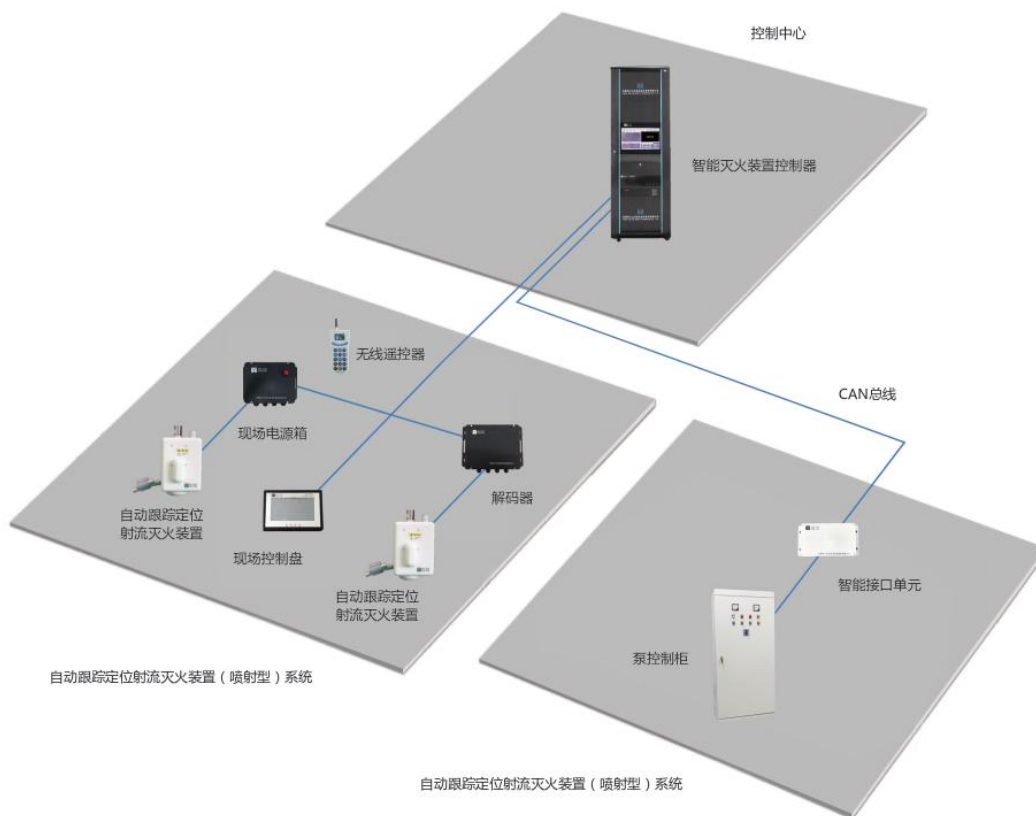 控制中心
智能灭火装置控制器
无线遥控器
CAN总线
现场电源箱
解码器
自动跟踪定位
射流灭火装置
现场控制盘
智能接口单元
自动跟踪定位
射流灭火装置
泵控制柜
自动跟踪定位射流灭火装置（喷射型）系统
自动跟踪定位射流灭火装置（喷射型）系统